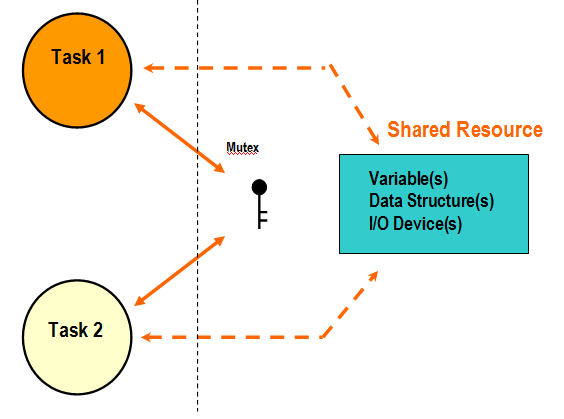 Task 1
Mutex
Shared Resource
Variable(s)
Data Structure(s)
I/O Device(s)
Task 2